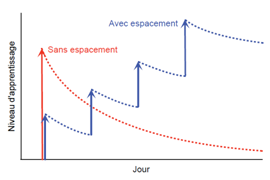 Avec espacement
Sans espacement
Niveau d'apprentissage
Jour